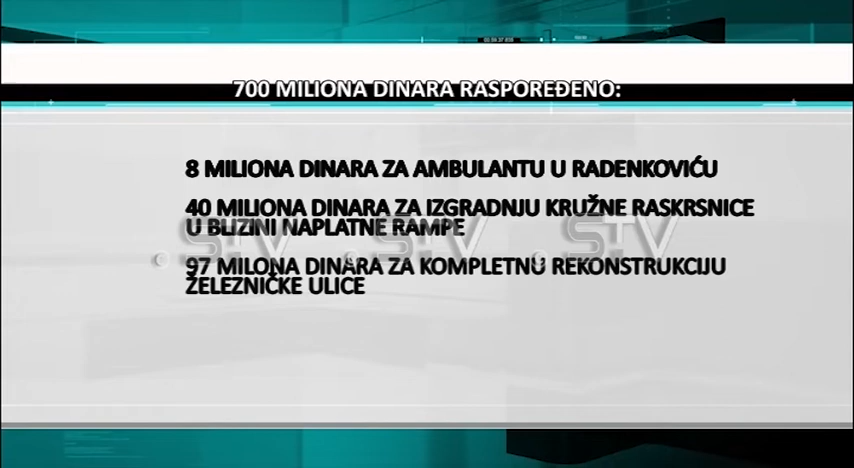 700 MILIONA DINARA RASPOREĐENO:
8 MILIONA DINARA ZA AMBULANTU U RADENKOVIĆU
40 MILIONA DINARA ZA IZGRADNJU KRUŽNE RASKRSNICE
U BLIZINI NAPLATNE RAMPE
STV STV STV
97 MILONA DINARA ZA KOMPLETNU REKONSTRUKCIJU
ŽELEZNIČKE ULICE